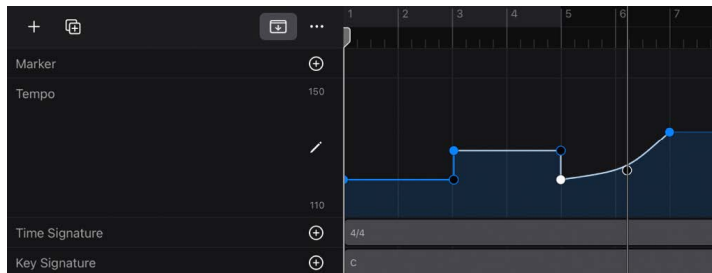 1 2 3 4 5 6 7
Marker
Tempo 150
110
Time Signature 4/4
Key Signature C